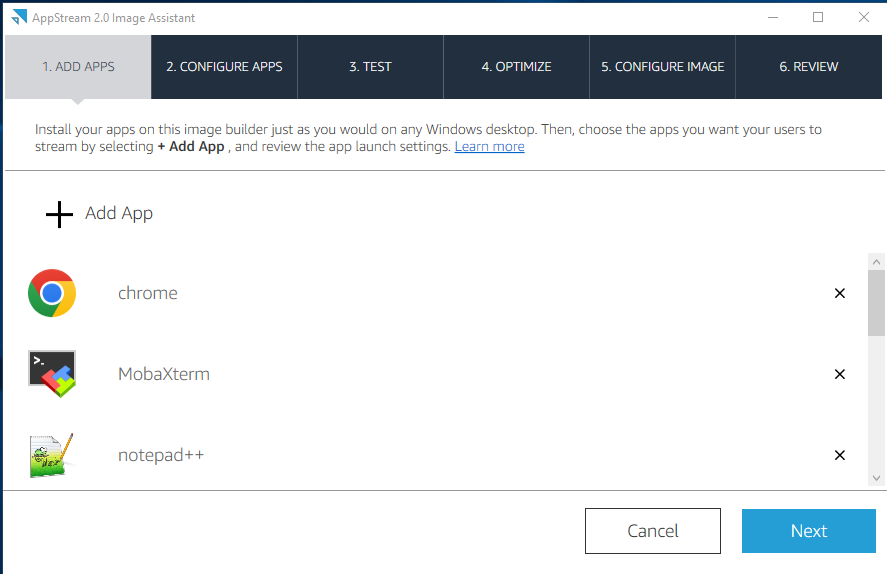 AppStream 2.0 Image Assistant
1. ADD APPS
2. CONFIGURE APPS
3. TEST
4. OPTIMIZE
5. CONFIGURE IMAGE
6. REVIEW
Install your apps on this image builder just as you would on any Windows desktop. Then, choose the apps you want your users to
stream by selecting + Add App , and review the app launch settings. Learn more
Add App
chrome
MobaXterm
notepad++
Cancel
Next